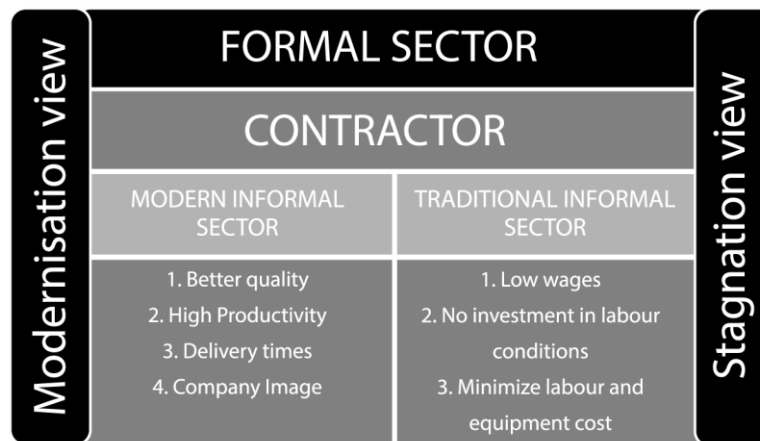 Modernisation view
FORMAL SECTOR
CONTRACTOR
MODERN INFORMAL
SECTOR
1. Better quality
2. High Productivity
3. Delivery times
4. Company Image
TRADITIONAL INFORMAL
SECTOR
1. Low wages
2. No investment in labour
conditions
3. Minimize labour and
equipment cost
Stagnation view